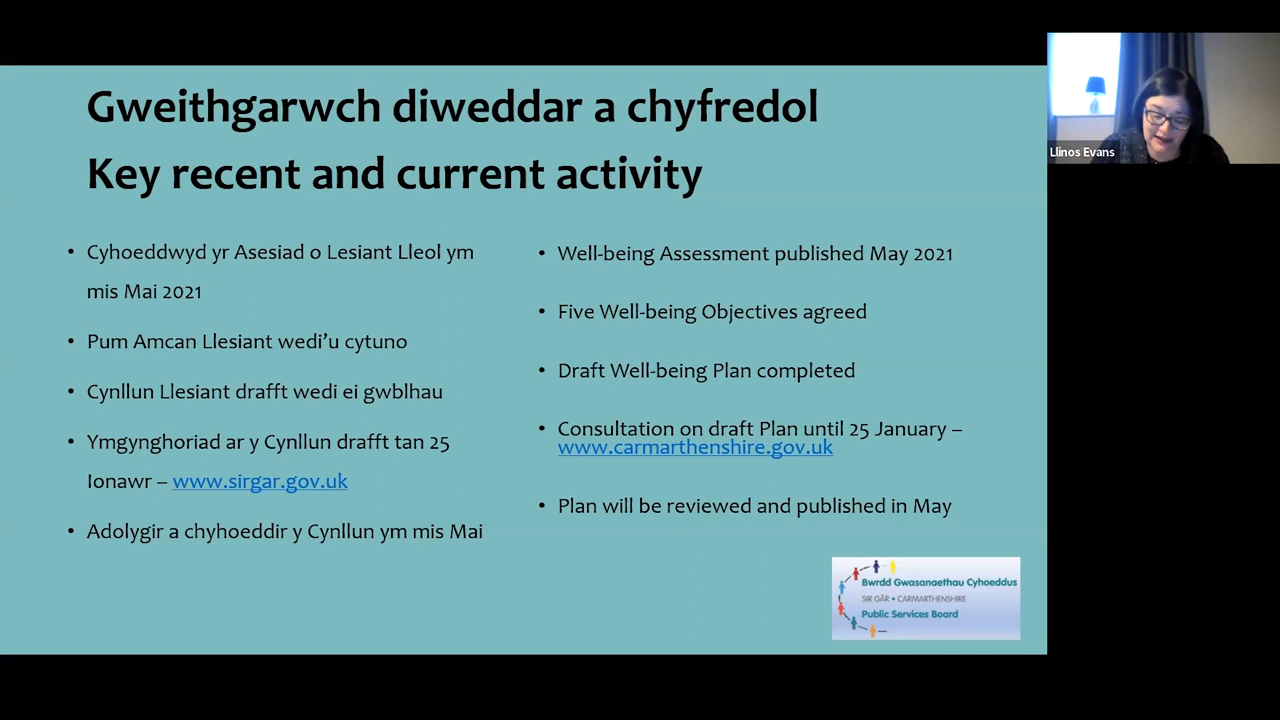 Gweithgarwch diweddar a chyfredol
Key recent and current activity
• Cyhoeddwyd yr Asesiad o Lesiant Lleol ym
mis Mai 2021
• Pum Amcan Llesiant wedi’u cytuno
• Cynllun Llesiant drafft wedi ei gwblhau
• Ymgynghoriad ar y Cynllun drafft tan 25
Ionawr – www.sirgar.gov.uk
• Adolygir a chyhoeddir y Cynllun ym mis Mai
• Well-being Assessment published May 2021
• Five Well-being Objectives agreed
• Draft Well-being Plan completed
• Consultation on draft Plan until 25 January –
www.carmarthenshire.gov.uk
• Plan will be reviewed and published in May
Bwrdd Gwasanaethau Cyhoeddus
SIR GÂR • CARMARTHENSHIRE
Public Services Board
Llinos Evans